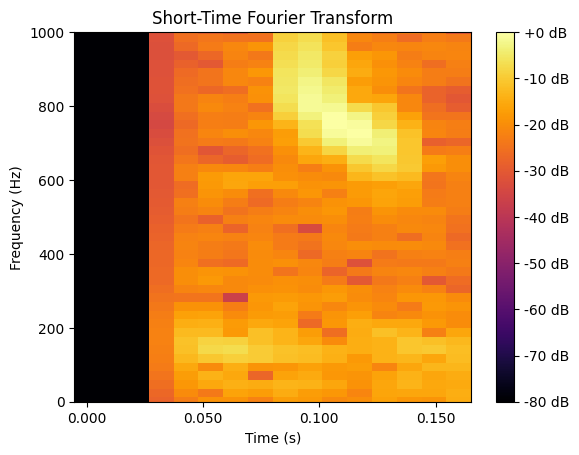 Short-Time Fourier Transform
1000
800
600
400
200
0
Frequency (Hz)
0.000
0.050
0.100
0.150
Time (s)
+0 dB
-10 dB
-20 dB
-30 dB
-40 dB
-50 dB
-60 dB
-70 dB
-80 dB